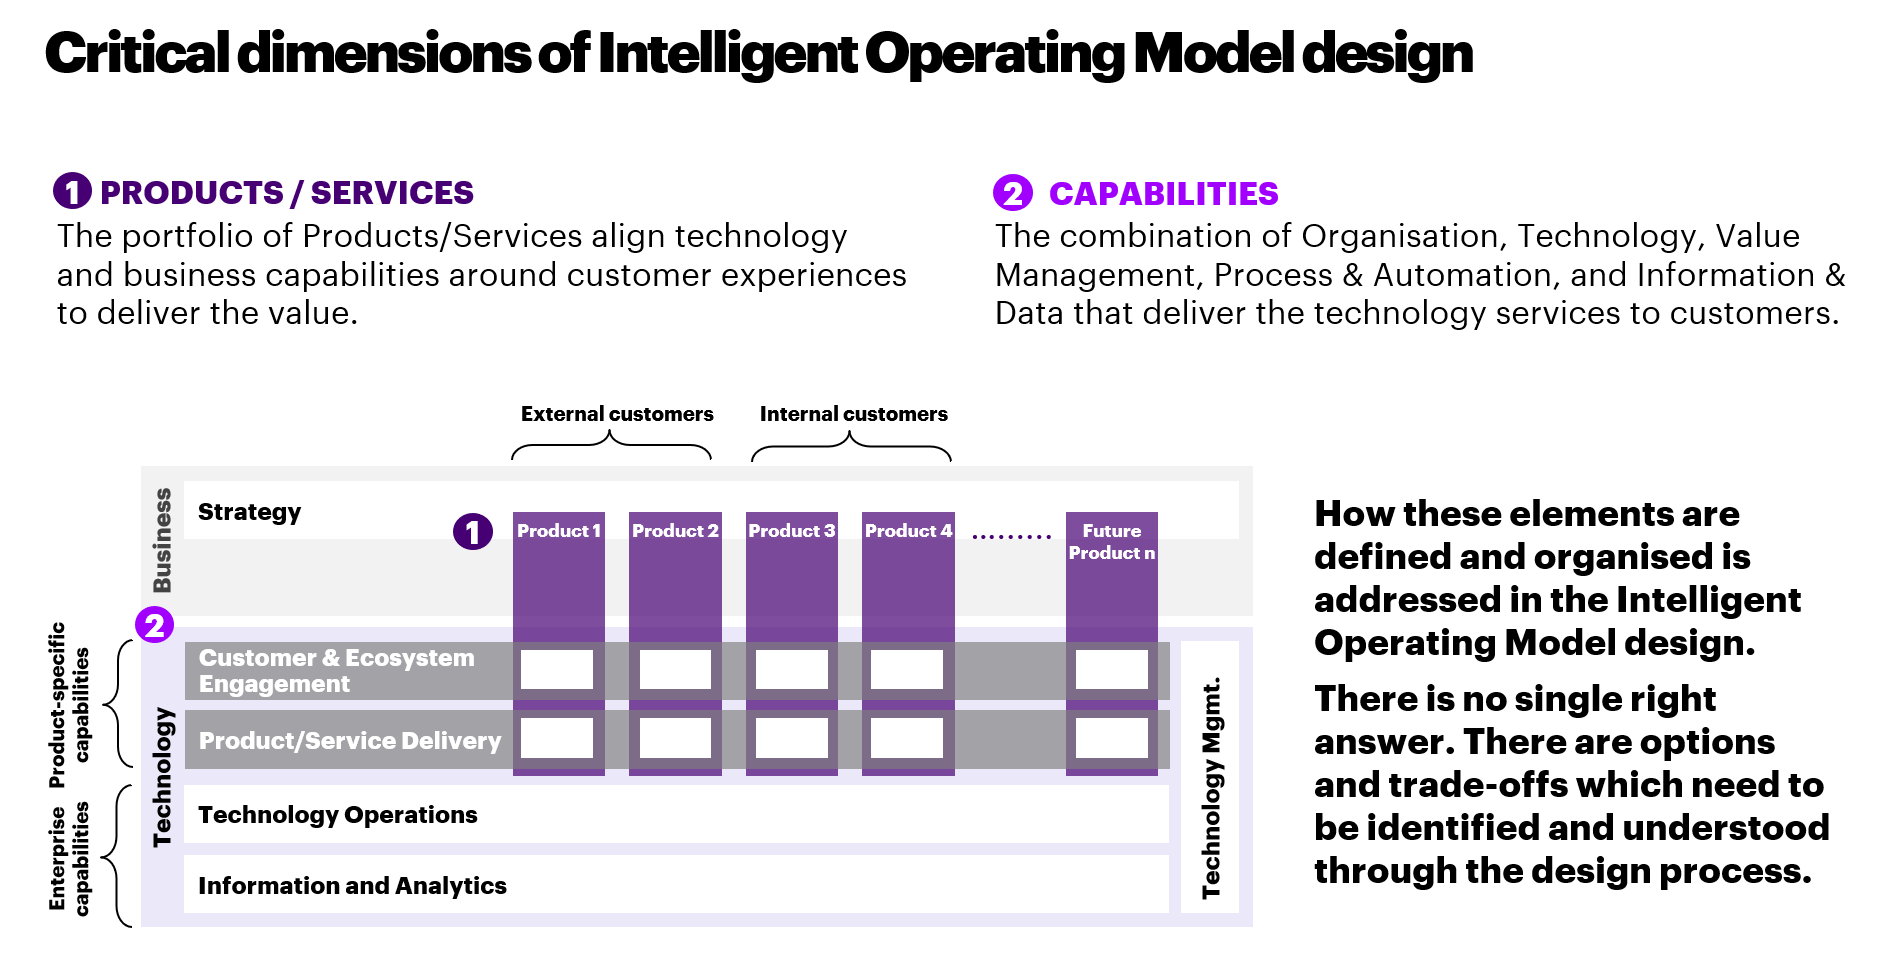 Critical dimensions of Intelligent Operating Model design
1 PRODUCTS / SERVICES
The portfolio of Products/Services align technology
and business capabilities around customer experiences
to deliver the value.
2 CAPABILITIES
The combination of Organisation, Technology, Value
Management, Process & Automation, and Information &
Data that deliver the technology services to customers.
External customers
Internal customers
Business
Strategy
1
Product 1
Product 2
Product 3
Product 4
.........
Future
Product n
2
Product-specific
capabilities
Technology
Customer & Ecosystem
Engagement
Product/Service Delivery
Enterprise
capabilities
Technology Operations
Information and Analytics
Technology Mgmt.
How these elements are
defined and organised is
addressed in the Intelligent
Operating Model design.
There is no single right
answer. There are options
and trade-offs which need to
be identified and understood
through the design process.